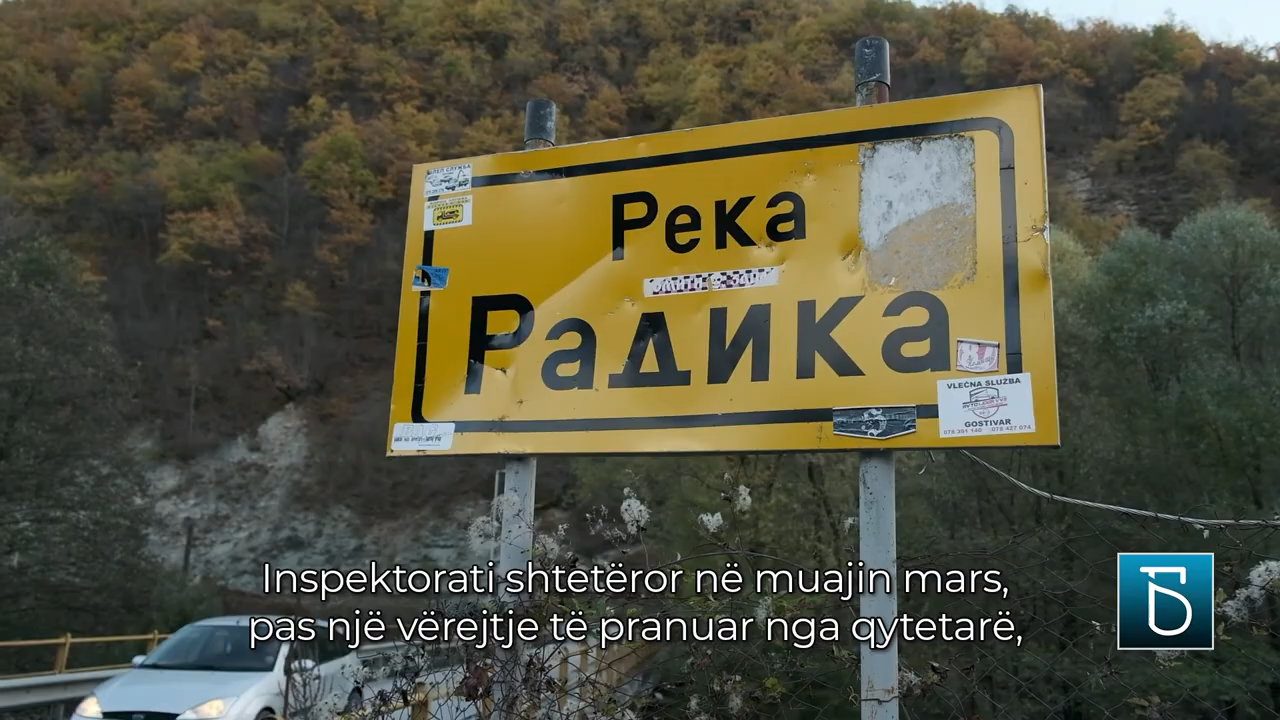 Река
Радика
VLEČNA SLUŽBA
GOSTIVAR
Inspektorati shtetëror në muajin mars,
pas një vërejtje të pranuar nga qytetarë,